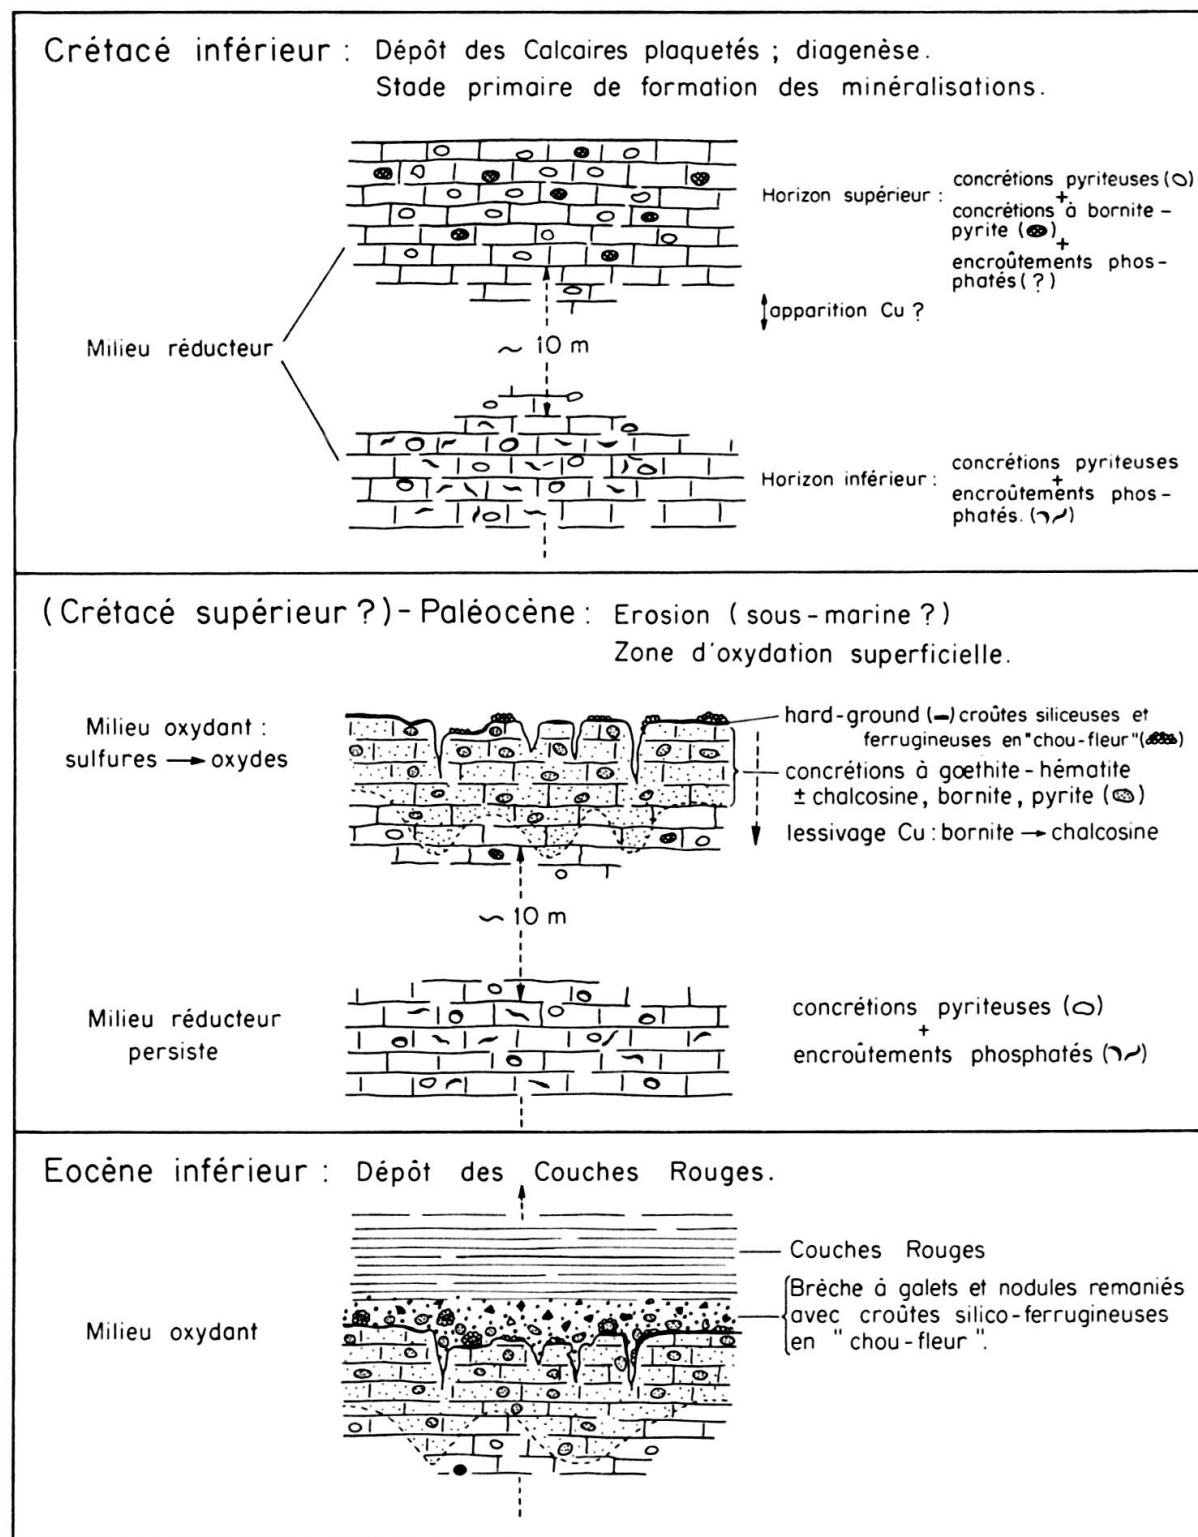 Crétacé inférieur : Dépôt des Calcaires plaquetés ; diagenèse.
Stade primaire de formation des minéralisations.
Horizon supérieur :
concrétions pyriteuses ( )
+
concrétions à bornite -
pyrite ( )
+
encroûtements phos-
phatés (?)
apparition Cu ?
Milieu réducteur
~ 10 m
Horizon inférieur :
concrétions pyriteuses
+
encroûtements phos-
phatés. ( )
(Crétacé supérieur ?) - Paléocène : Erosion ( sous - marine ? )
Zone d'oxydation superficielle.
Milieu oxydant :
sulfures → oxydes
hard-ground (-) croûtes siliceuses et
ferrugineuses en "chou-fleur" ( )
concrétions à gœthite - hématite
± chalcosine, bornite, pyrite ( )
lessivage Cu : bornite → chalcosine
~ 10 m
Milieu réducteur
persiste
concrétions pyriteuses ( )
+
encroûtements phosphatés ( )
Eocène inférieur : Dépôt des Couches Rouges.
Couches Rouges
Milieu oxydant
Brèche à galets et nodules remaniés
avec croûtes silico-ferrugineuses
en " chou-fleur ".